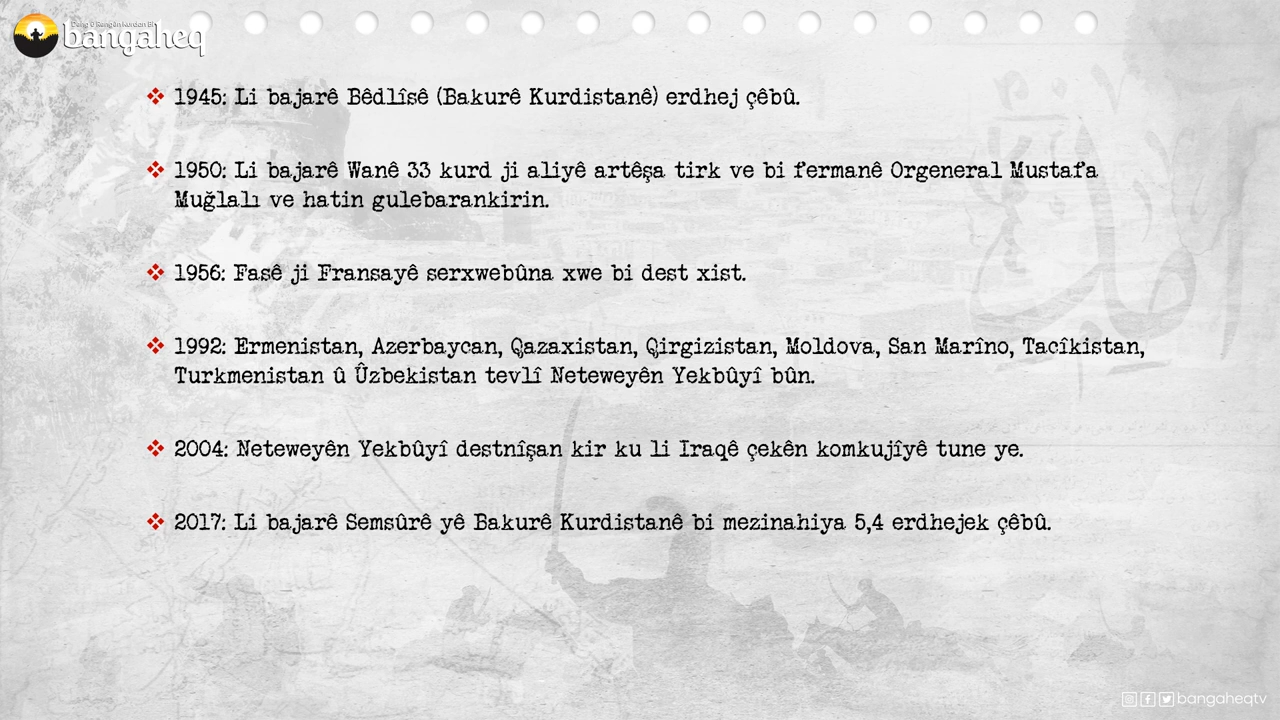 Deng û Rengên Kurdan Bi
bangaheq
1945: Li bajarê Bêdlîsê (Bakurê Kurdistanê) erdhej çêbû.
1950: Li bajarê Wanê 33 kurd ji aliyê artêşa tirk ve bi fermanê Orgeneral Mustafa
Muğlalı ve hatin gulebarankirin.
1956: Fasê ji Fransayê serxwebûna xwe bi dest xist.
1992: Ermenistan, Azerbaycan, Qazaxistan, Qirgizistan, Moldova, San Marîno, Tacîkistan,
Turkmenistan û Ûzbekistan tevlî Neteweyên Yekbûyî bûn.
2004: Neteweyên Yekbûyî destnîşan kir ku li Iraqê çekên komkujîyê tune ye.
2017: Li bajarê Semsûrê yê Bakurê Kurdistanê bi mezinahiya 5,4 erdhejek çêbû.
bangaheqtv